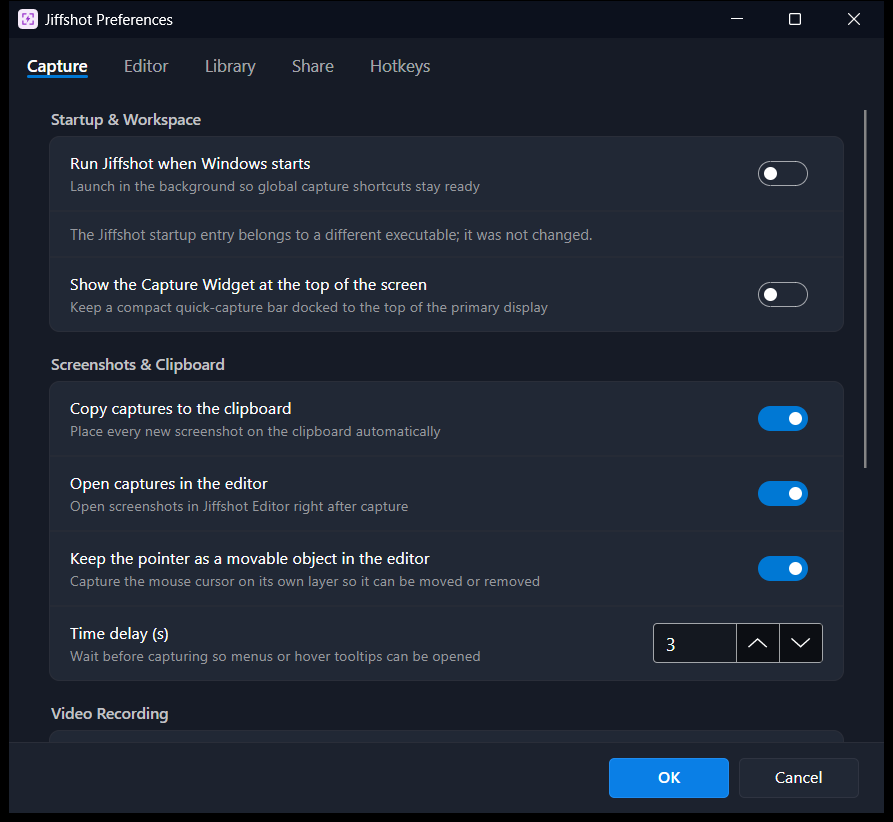 Jiffshot Preferences
Capture
Editor
Library
Share
Hotkeys
Startup & Workspace
Run Jiffshot when Windows starts
Launch in the background so global capture shortcuts stay ready
The Jiffshot startup entry belongs to a different executable; it was not changed.
Show the Capture Widget at the top of the screen
Keep a compact quick-capture bar docked to the top of the primary display
Screenshots & Clipboard
Copy captures to the clipboard
Place every new screenshot on the clipboard automatically
Open captures in the editor
Open screenshots in Jiffshot Editor right after capture
Keep the pointer as a movable object in the editor
Capture the mouse cursor on its own layer so it can be moved or removed
Time delay (s)
3
Wait before capturing so menus or hover tooltips can be opened
Video Recording
OK
Cancel